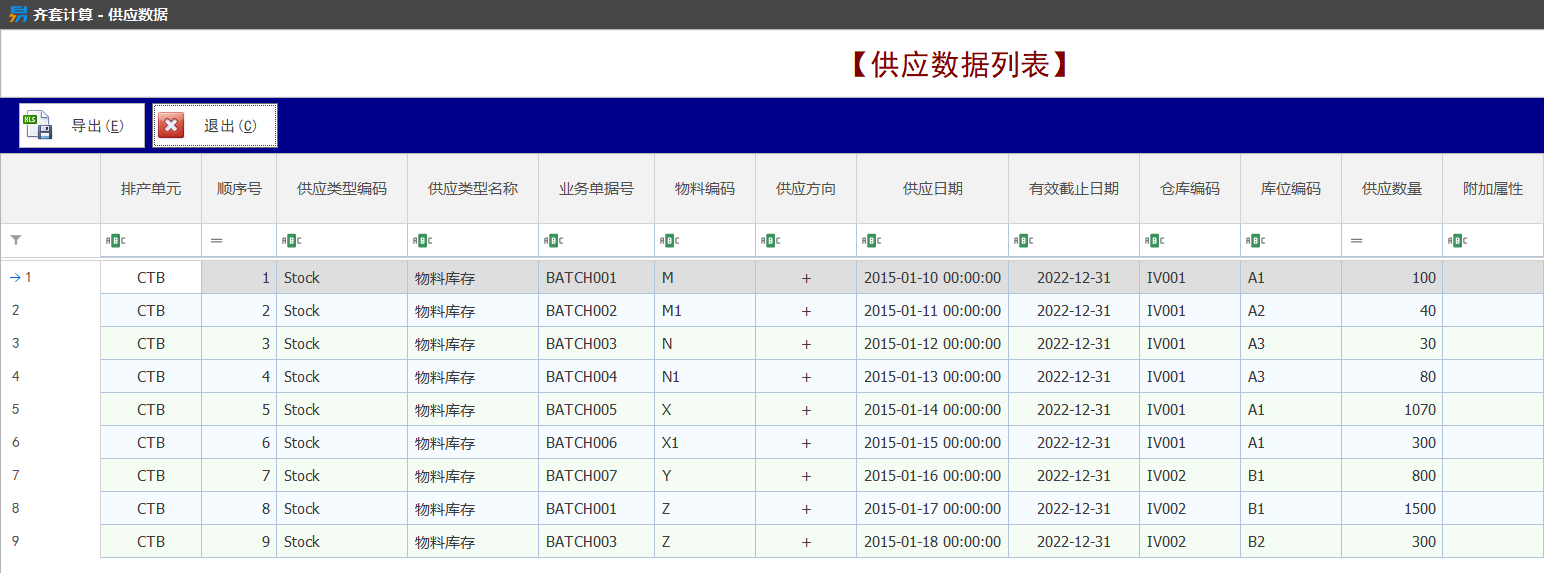 齐套计算 - 供应数据
【供应数据列表】
XLS 导出(E) 退出(C)
排产单元 顺序号 供应类型编码 供应类型名称 业务单据号 物料编码 供应方向 供应日期 有效截止日期 仓库编码 库位编码 供应数量 附加属性
ABC = ABC ABC ABC ABC ABC ABC ABC ABC ABC = ABC
1 CTB 1 Stock 物料库存 BATCH001 M + 2015-01-10 00:00:00 2022-12-31 IV001 A1 100
2 CTB 2 Stock 物料库存 BATCH002 M1 + 2015-01-11 00:00:00 2022-12-31 IV001 A2 40
3 CTB 3 Stock 物料库存 BATCH003 N + 2015-01-12 00:00:00 2022-12-31 IV001 A3 30
4 CTB 4 Stock 物料库存 BATCH004 N1 + 2015-01-13 00:00:00 2022-12-31 IV001 A3 80
5 CTB 5 Stock 物料库存 BATCH005 X + 2015-01-14 00:00:00 2022-12-31 IV001 A1 1070
6 CTB 6 Stock 物料库存 BATCH006 X1 + 2015-01-15 00:00:00 2022-12-31 IV001 A1 300
7 CTB 7 Stock 物料库存 BATCH007 Y + 2015-01-16 00:00:00 2022-12-31 IV002 B1 800
8 CTB 8 Stock 物料库存 BATCH001 Z + 2015-01-17 00:00:00 2022-12-31 IV002 B1 1500
9 CTB 9 Stock 物料库存 BATCH003 Z + 2015-01-18 00:00:00 2022-12-31 IV002 B2 300